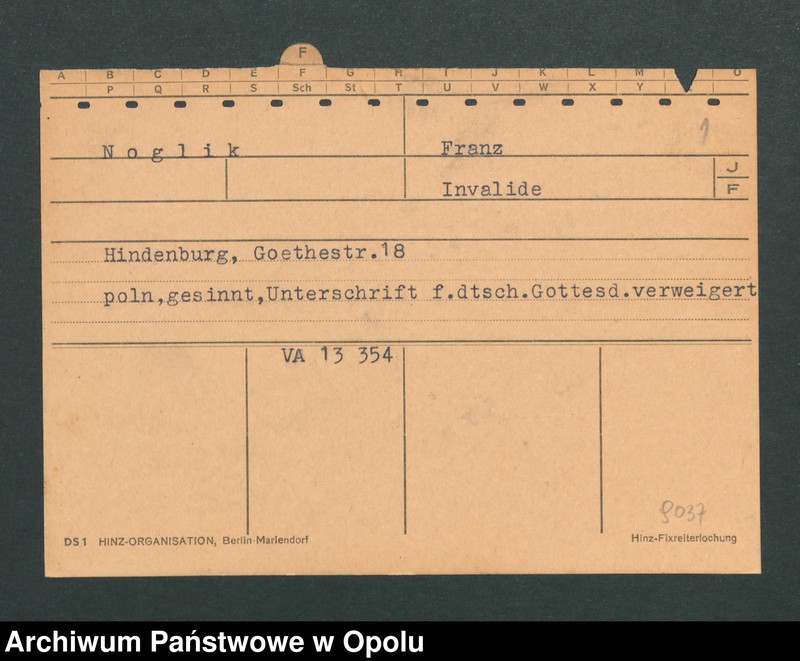 F
A B C D E F G H I J K L M O
P Q R S Sch St T U V W X Y
1
Noglik Franz
Invalide J
F
Hindenburg, Goethestr.18
poln,gesinnt,Unterschrift f.dtsch.Gottesd.verweigert
VA 13 354
9037
DS1 HINZ-ORGANISATION, Berlin-Mariendorf Hinz-Fixreiterlochung
Archiwum Państwowe w Opolu